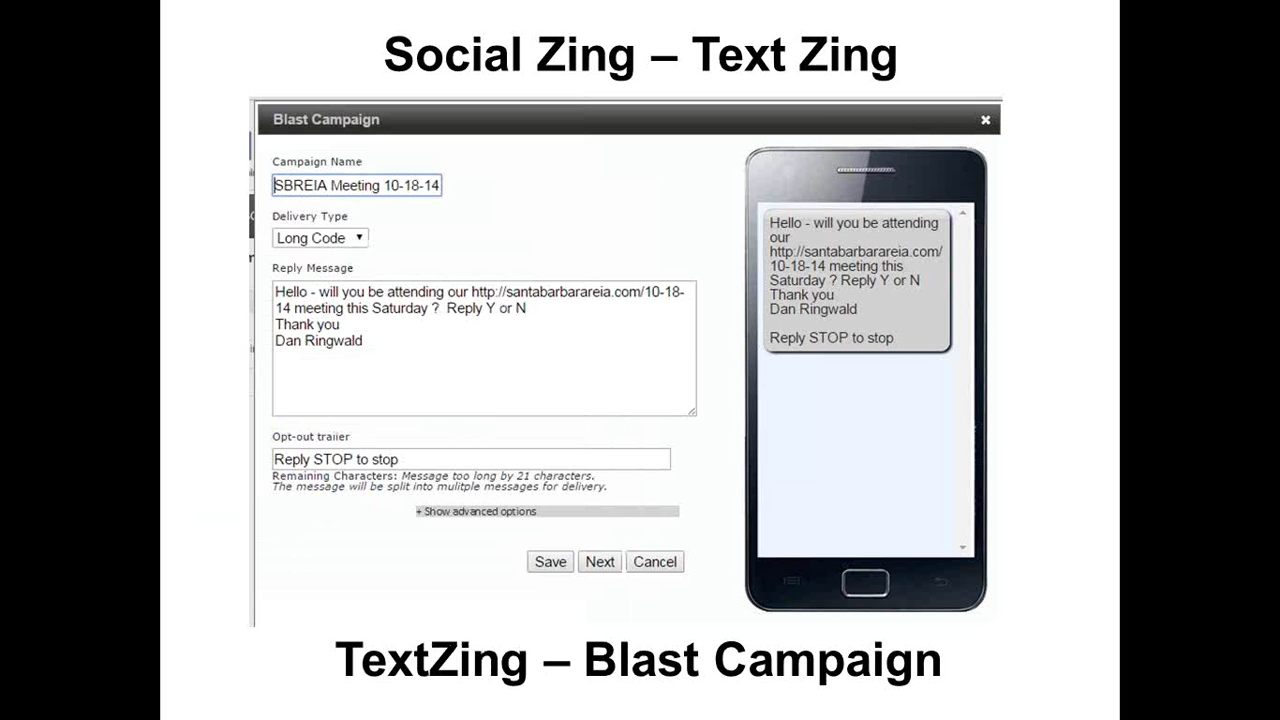 Social Zing – Text Zing
Blast Campaign
Campaign Name
SBREIA Meeting 10-18-14
Delivery Type
Long Code
Reply Message
Hello - will you be attending our http://santabarbarareia.com/10-18-
14 meeting this Saturday ? Reply Y or N
Thank you
Dan Ringwald
Opt-out trailer
Reply STOP to stop
Remaining Characters: Message too long by 21 characters.
The message will be split into mulitple messages for delivery.
+ Show advanced options
Save Next Cancel
Hello - will you be attending
our
http://santabarbarareia.com/
10-18-14 meeting this
Saturday ? Reply Y or N
Thank you
Dan Ringwald
Reply STOP to stop
TextZing – Blast Campaign